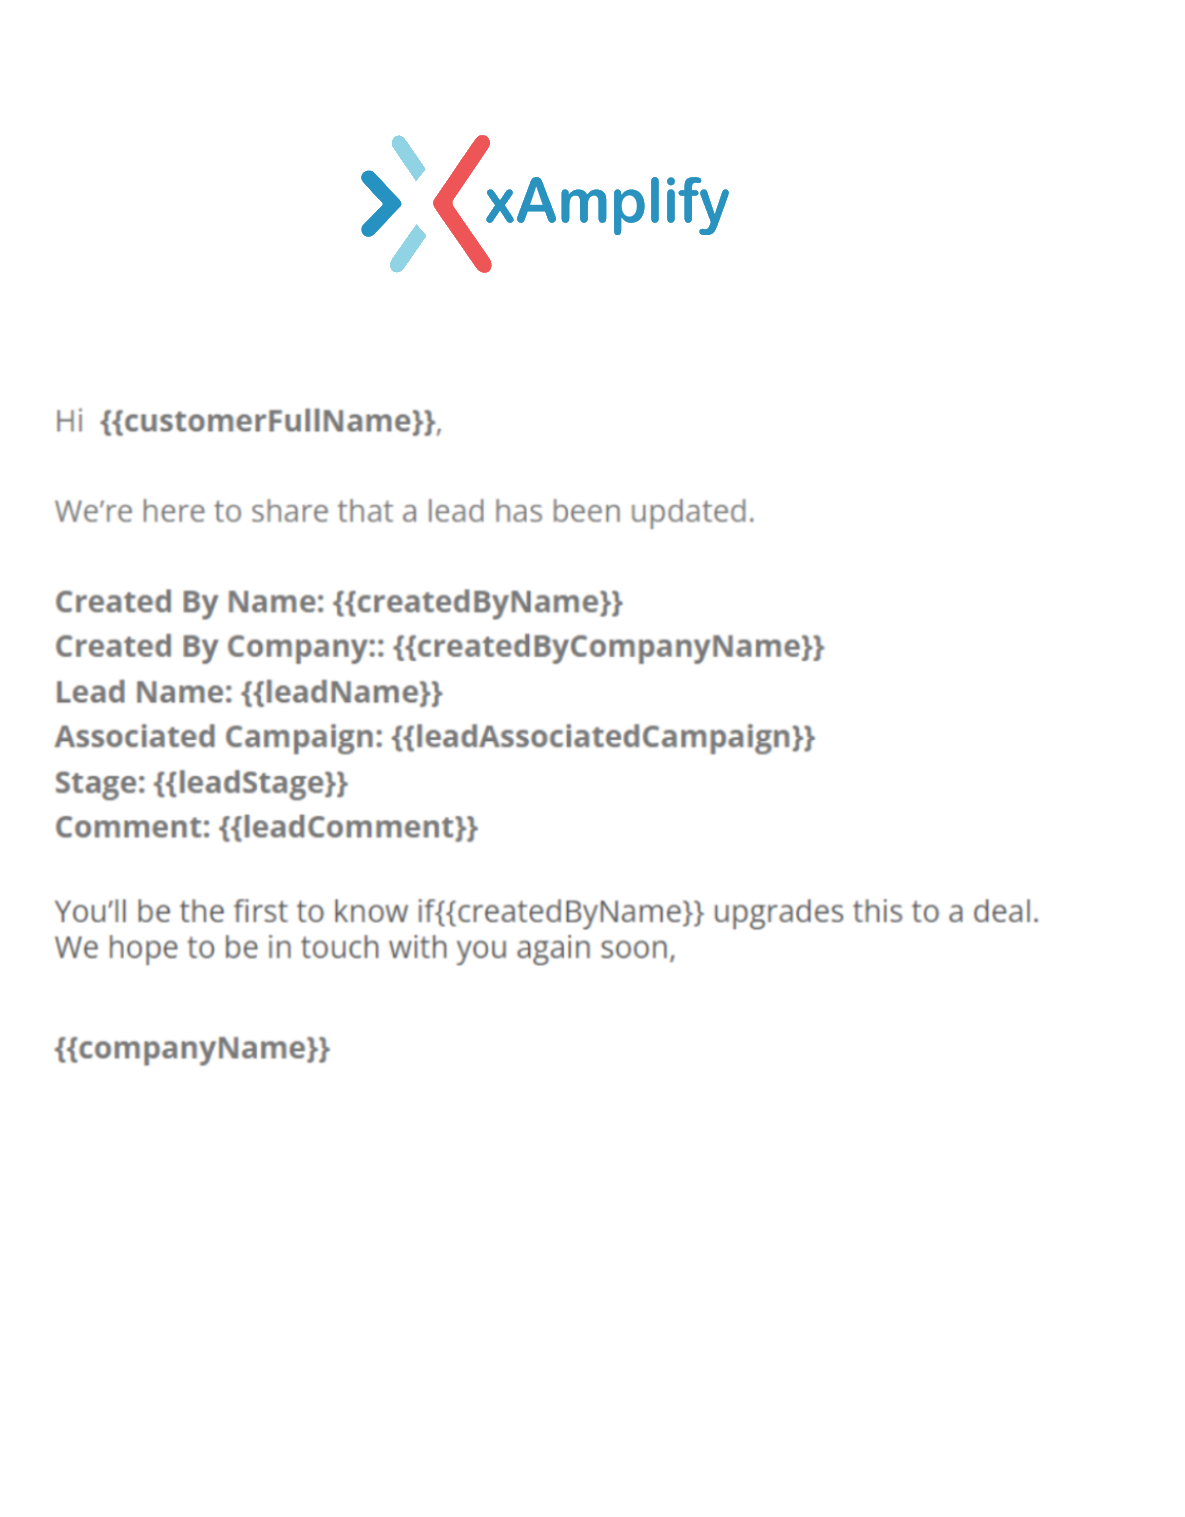 xAmplify
Hi {{customerFullName}},
We’re here to share that a lead has been updated.
Created By Name: {{createdByName}}
Created By Company:: {{createdByCompanyName}}
Lead Name: {{leadName}}
Associated Campaign: {{leadAssociatedCampaign}}
Stage: {{leadStage}}
Comment: {{leadComment}}
You’ll be the first to know if{{createdByName}} upgrades this to a deal.
We hope to be in touch with you again soon,
{{companyName}}